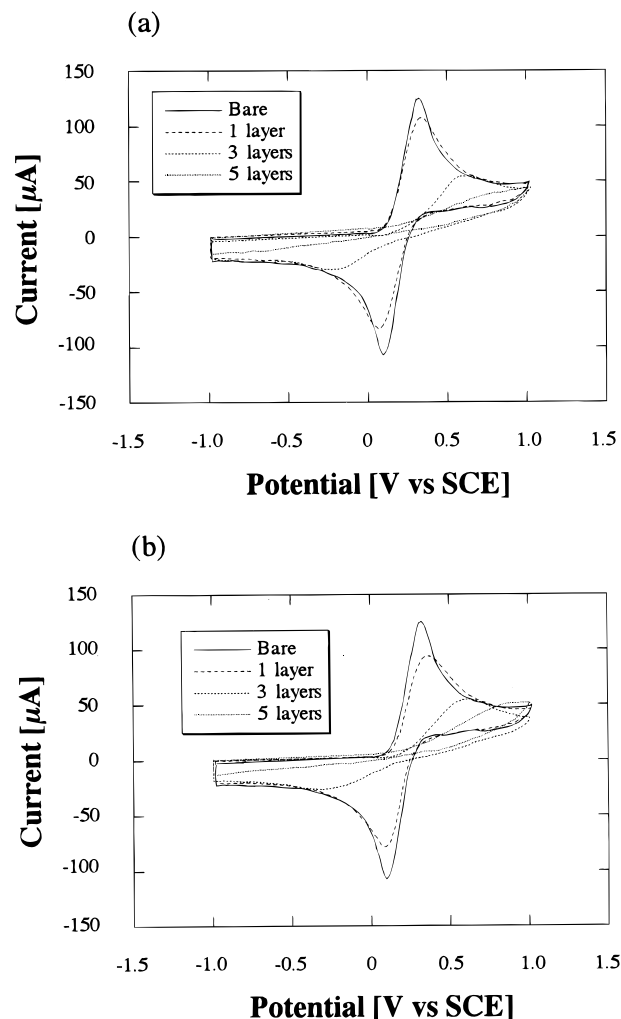 (a)
150
100
50
0
-50
-100
-150
Current [μA]
Bare
1 layer
3 layers
5 layers
-1.5 -1.0 -0.5 0 0.5 1.0 1.5
Potential [V vs SCE]
(b)
150
100
50
0
-50
-100
-150
Current [μA]
Bare
1 layer
3 layers
5 layers
-1.5 -1.0 -0.5 0 0.5 1.0 1.5
Potential [V vs SCE]